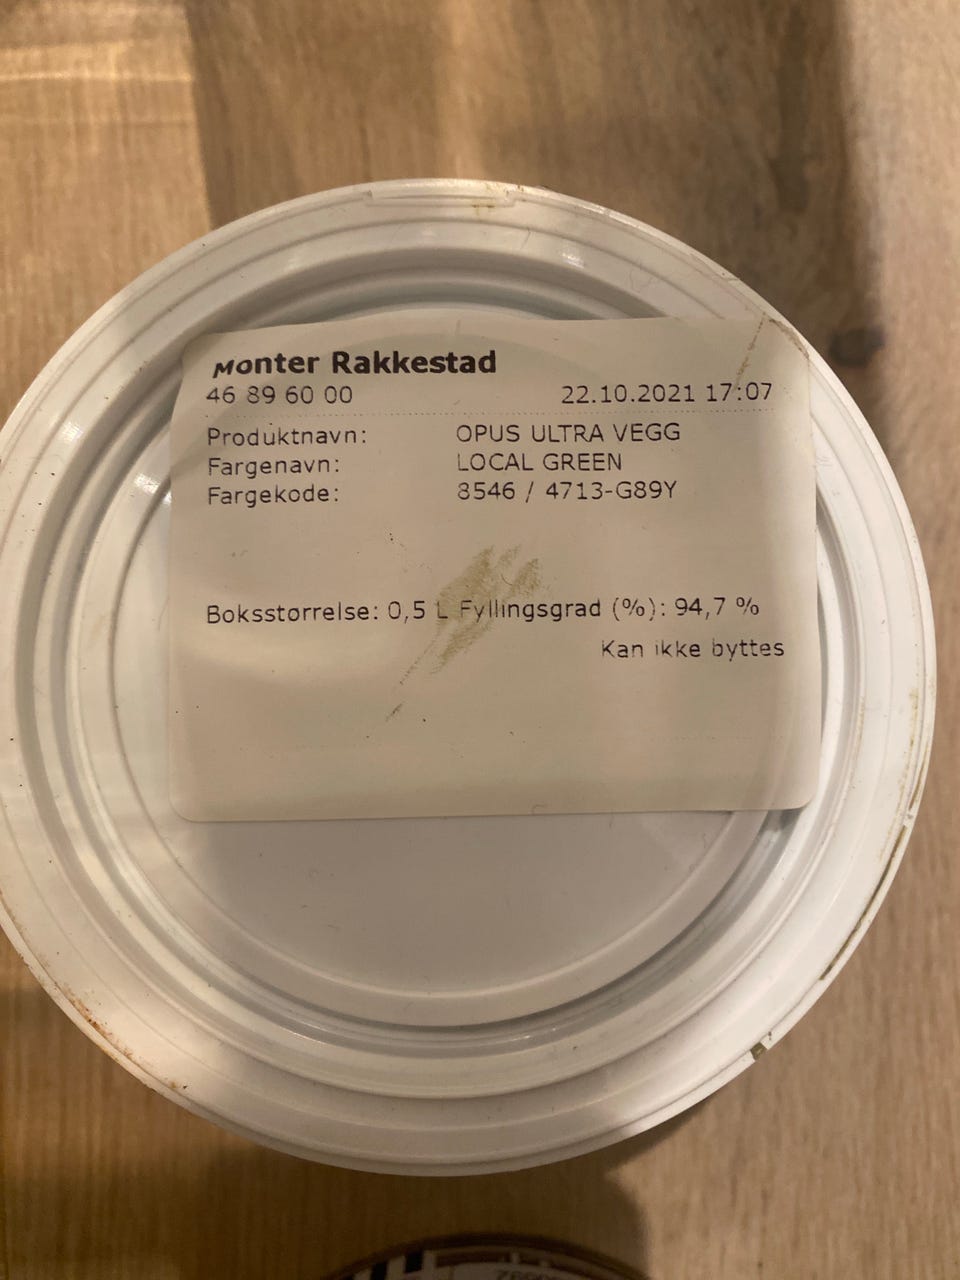 Monter Rakkestad
46 89 60 00 22.10.2021 17:07
Produktnavn: OPUS ULTRA VEGG
Fargenavn: LOCAL GREEN
Fargekode: 8546 / 4713-G89Y
Boksstørrelse: 0,5 L Fyllingsgrad (%): 94,7 %
Kan ikke byttes